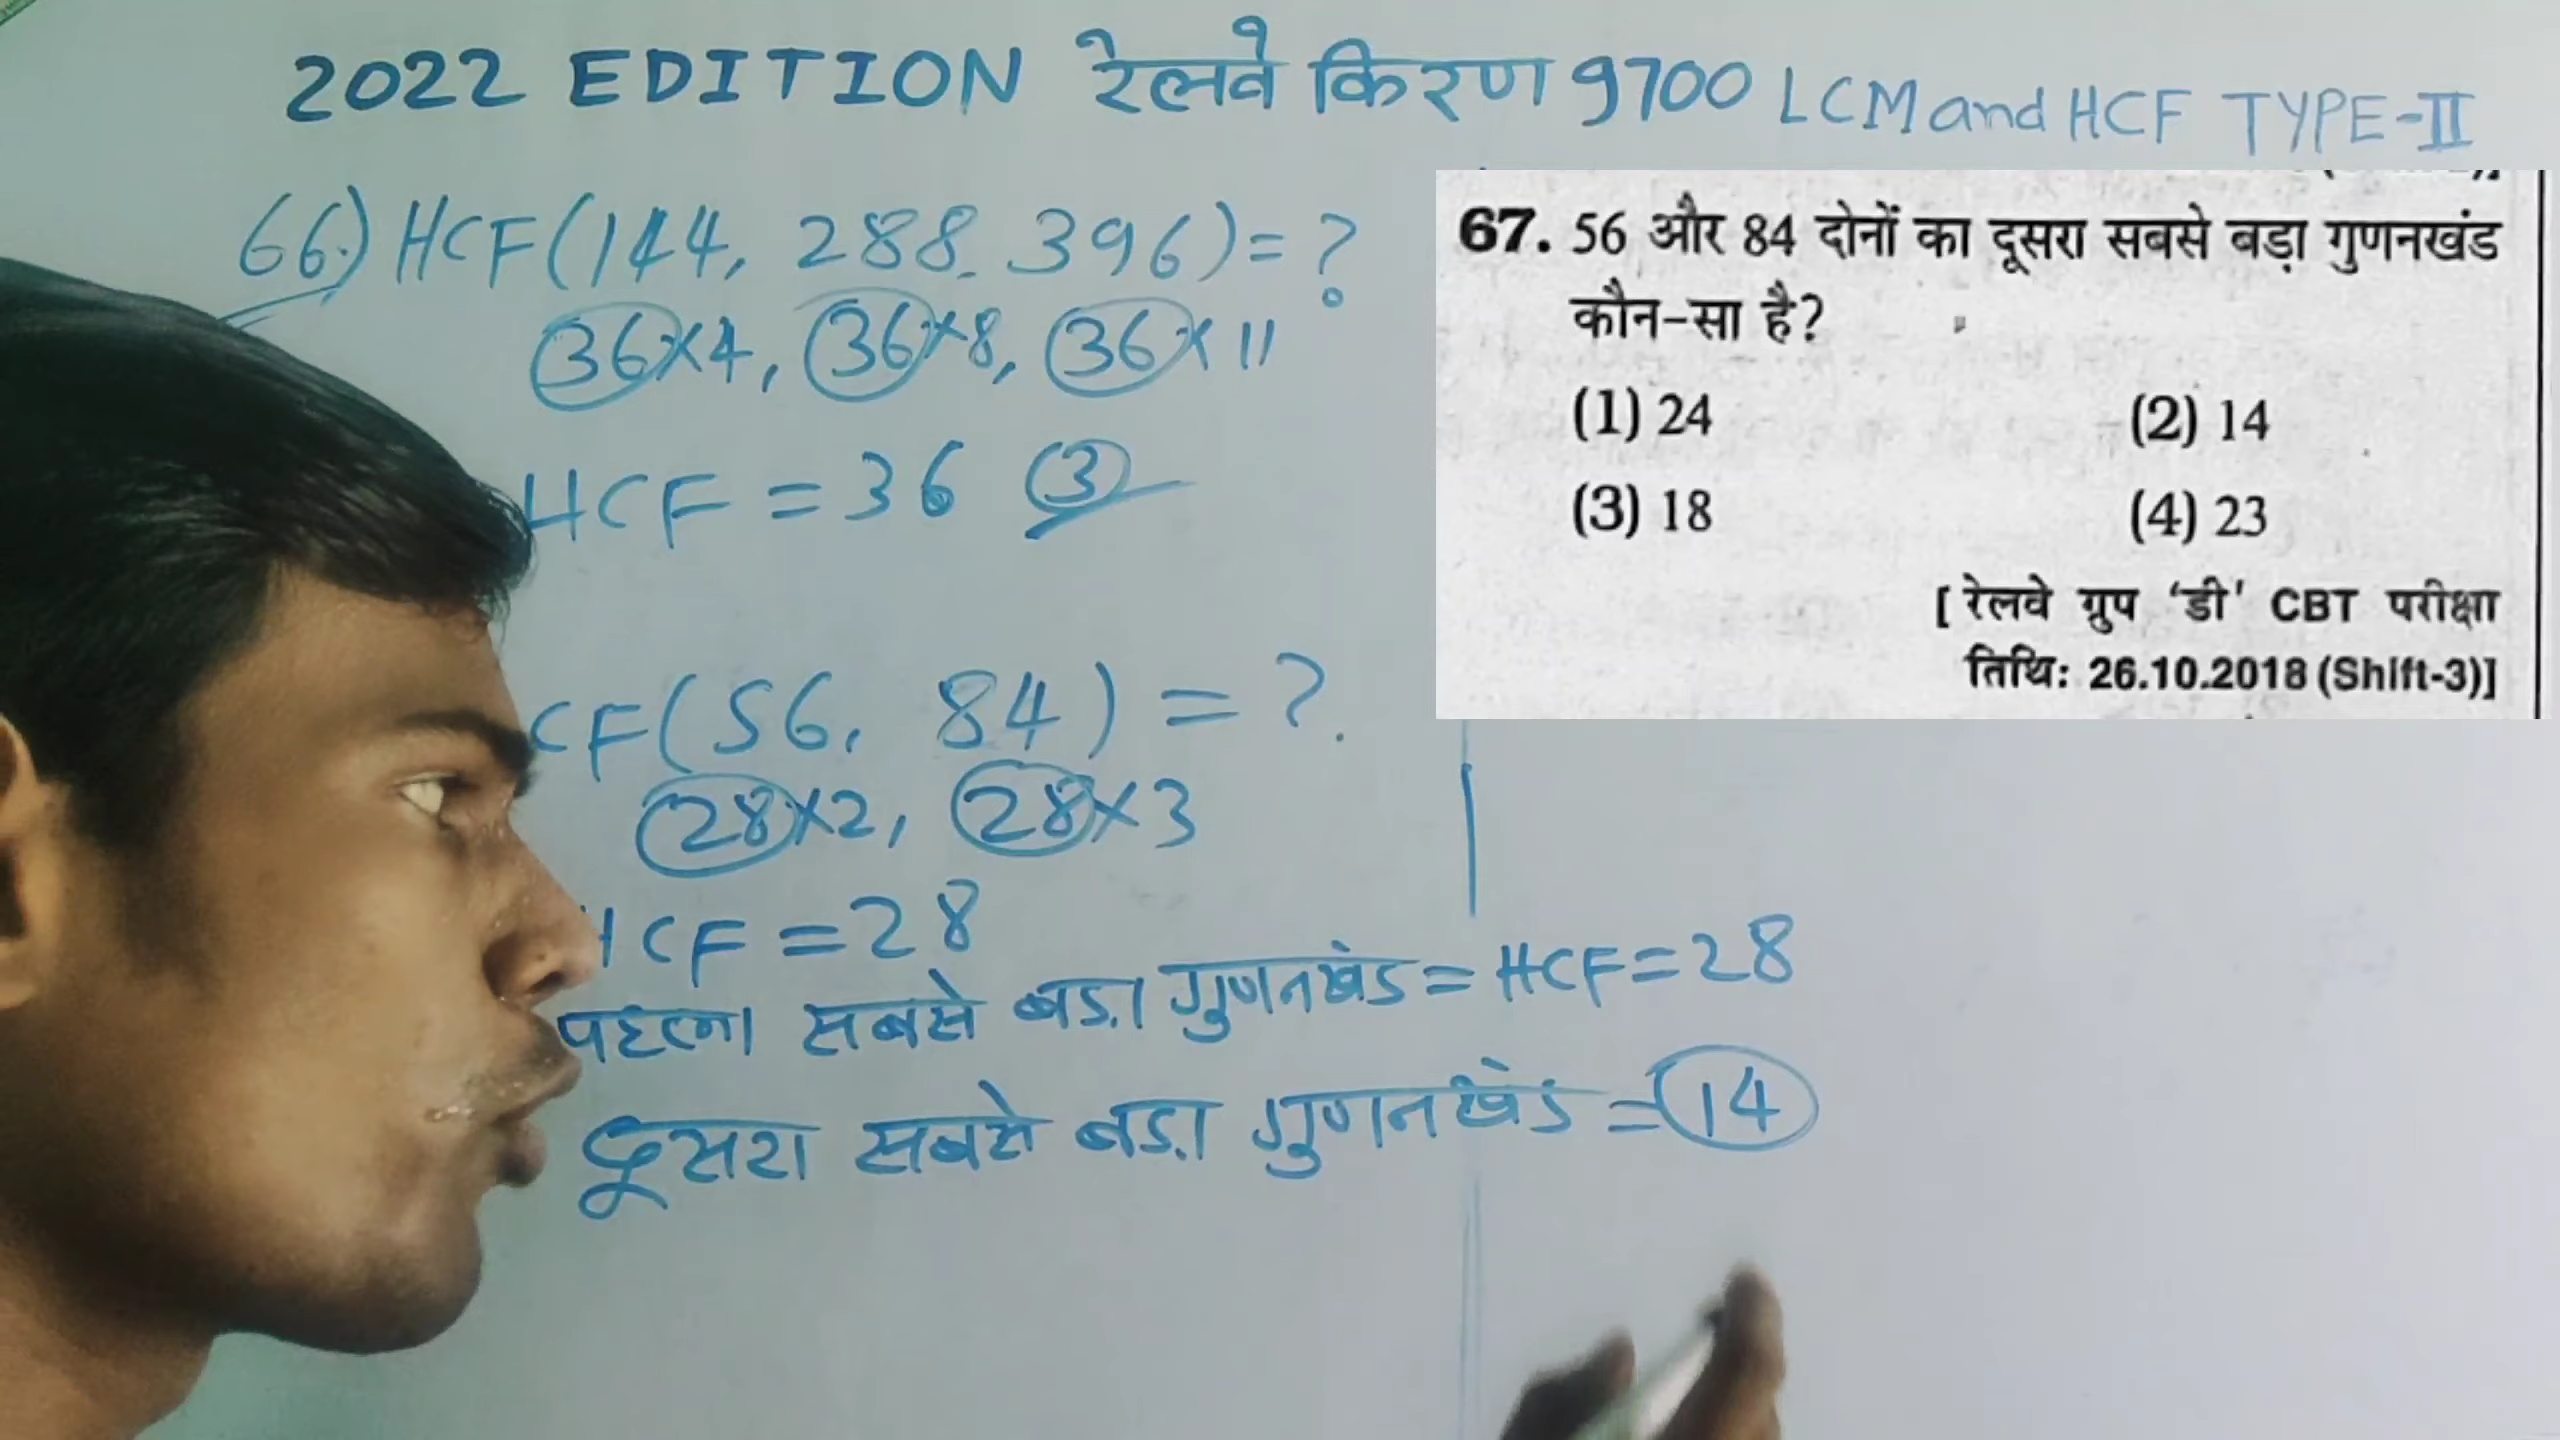 2022 EDITION रेलवे किरण 9700 LCM and HCF TYPE-II
66.) HCF(144, 288, 396)=?
36×4, 36×8, 36×11
HCF = 36 (3)
67. 56 और 84 दोनों का दूसरा सबसे बड़ा गुणनखंड
कौन-सा है?
(1) 24 (2) 14
(3) 18 (4) 23
[ रेलवे ग्रुप 'डी' CBT परीक्षा
तिथि: 26.10.2018 (Shift-3)]
CF(56, 84) = ?
28×2, 28×3
HCF = 28
पहला सबसे बड़ा गुणनखंड = HCF = 28
दूसरा सबसे बड़ा गुणनखंड = 14